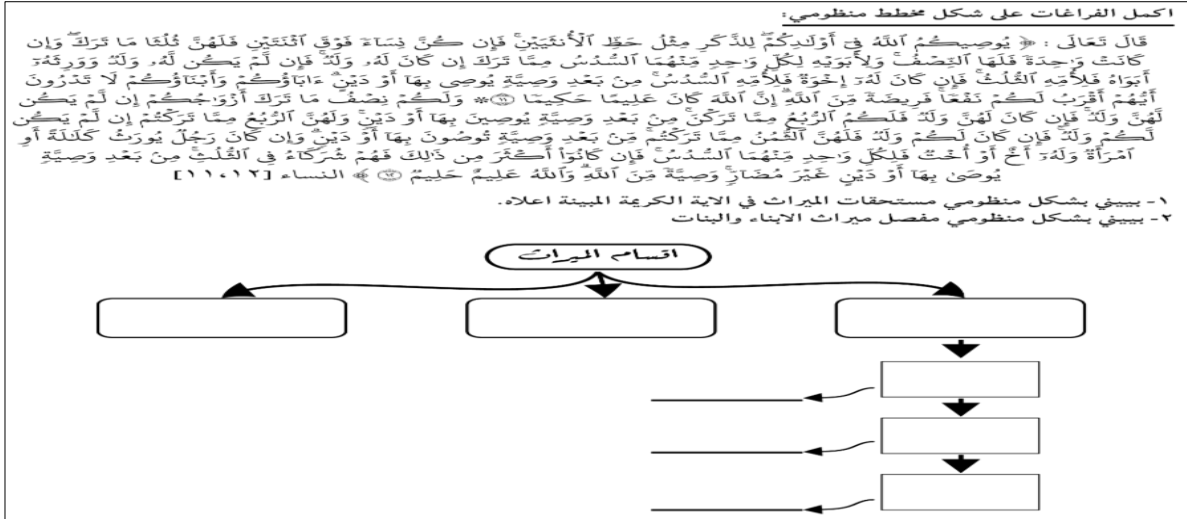 اكمل الفراغات على شكل مخطط منظومي:
قَالَ تَعَالَى : ﴿ يُوصِيكُمُ ٱللَّهُ فِيٓ أَوۡلَٰدِكُمۡۖ لِلذَّكَرِ مِثۡلُ حَظِّ ٱلۡأُنثَيَيۡنِۚ فَإِن كُنَّ نِسَآءٗ فَوۡقَ ٱثۡنَتَيۡنِ فَلَهُنَّ ثُلُثَا مَا تَرَكَۖ وَإِن
كَانَتۡ وَٰحِدَةٗ فَلَهَا ٱلنِّصۡفُۚ وَلِأَبَوَيۡهِ لِكُلِّ وَٰحِدٖ مِّنۡهُمَا ٱلسُّدُسُ مِمَّا تَرَكَ إِن كَانَ لَهُۥ وَلَدٞۚ فَإِن لَّمۡ يَكُن لَّهُۥ وَلَدٞ وَوَرِثَهُۥٓ
أَبَوَاهُ فَلِأُمِّهِ ٱلثُّلُثُۚ فَإِن كَانَ لَهُۥٓ إِخۡوَةٞ فَلِأُمِّهِ ٱلسُّدُسُۚ مِنۢ بَعۡدِ وَصِيَّةٖ يُوصِي بِهَآ أَوۡ دَيۡنٍۗ ءَابَآؤُكُمۡ وَأَبۡنَآؤُكُمۡ لَا تَدۡرُونَ
أَيُّهُمۡ أَقۡرَبُ لَكُمۡ نَفۡعٗاۚ فَرِيضَةٗ مِّنَ ٱللَّهِۗ إِنَّ ٱللَّهَ كَانَ عَلِيمًا حَكِيمٗا ۝١١ ۞ وَلَكُمۡ نِصۡفُ مَا تَرَكَ أَزۡوَٰجُكُمۡ إِن لَّمۡ يَكُن
لَّهُنَّ وَلَدٞۚ فَإِن كَانَ لَهُنَّ وَلَدٞ فَلَكُمُ ٱلرُّبُعُ مِمَّا تَرَكۡنَۚ مِنۢ بَعۡدِ وَصِيَّةٖ يُوصِينَ بِهَآ أَوۡ دَيۡنٖۚ وَلَهُنَّ ٱلرُّبُعُ مِمَّا تَرَكۡتُمۡ إِن لَّمۡ يَكُن
لَّكُمۡ وَلَدٞۚ فَإِن كَانَ لَكُمۡ وَلَدٞ فَلَهُنَّ ٱلثُّمُنُ مِمَّا تَرَكۡتُمۚ مِّنۢ بَعۡدِ وَصِيَّةٖ تُوصُونَ بِهَآ أَوۡ دَيۡنٖۗ وَإِن كَانَ رَجُلٞ يُورَثُ كَلَٰلَةً أَوِ
ٱمۡرَأَةٞ وَلَهُۥٓ أَخٌ أَوۡ أُخۡتٞ فَلِكُلِّ وَٰحِدٖ مِّنۡهُمَا ٱلسُّدُسُۚ فَإِن كَانُوٓاْ أَكۡثَرَ مِن ذَٰلِكَ فَهُمۡ شُرَكَآءُ فِي ٱلثُّلُثِۚ مِنۢ بَعۡدِ وَصِيَّةٖ
يُوصَىٰ بِهَآ أَوۡ دَيۡنٍ غَيۡرَ مُضَآرّٖۚ وَصِيَّةٗ مِّنَ ٱللَّهِۗ وَٱللَّهُ عَلِيمٌ حَلِيمٞ ۝١٢ ﴾ النساء [١١،١٢]
١- بييني بشكل منظومي مستحقات الميراث في الاية الكريمة المبينة اعلاه.
٢- بييني بشكل منظومي مفصل ميراث الابناء والبنات
اقسام الميراث